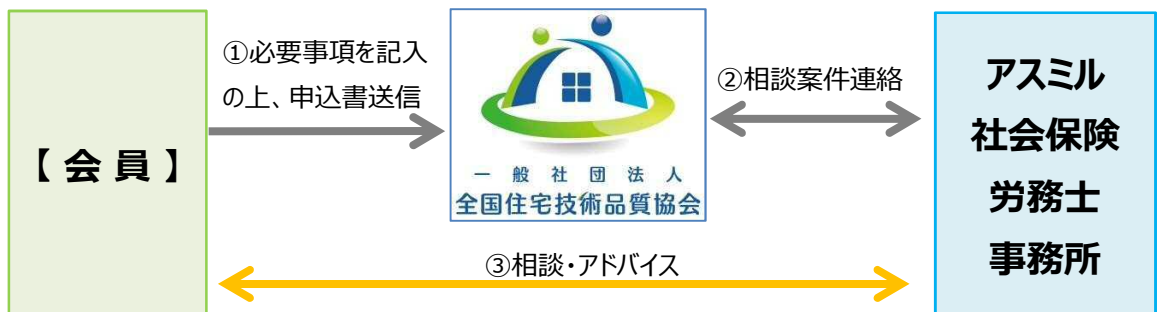 【 会 員 】
①必要事項を記入
の上、申込書送信
一 般 社 団 法 人
全国住宅技術品質協会
②相談案件連絡
③相談・アドバイス
アスミル
社会保険
労務士
事務所